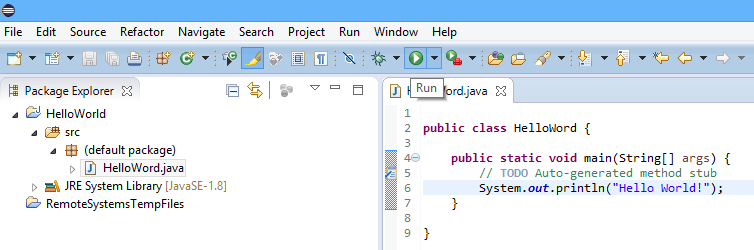 File Edit Source Refactor Navigate Search Project Run Window Help
Package Explorer
HelloWorld
src
(default package)
HelloWord.java
JRE System Library [JavaSE-1.8]
RemoteSystemsTempFiles
Word.java
Run
1
2 public class HelloWord {
3
4 public static void main(String[] args) {
5 // TODO Auto-generated method stub
6 System.out.println("Hello World!");
7 }
8
9 }